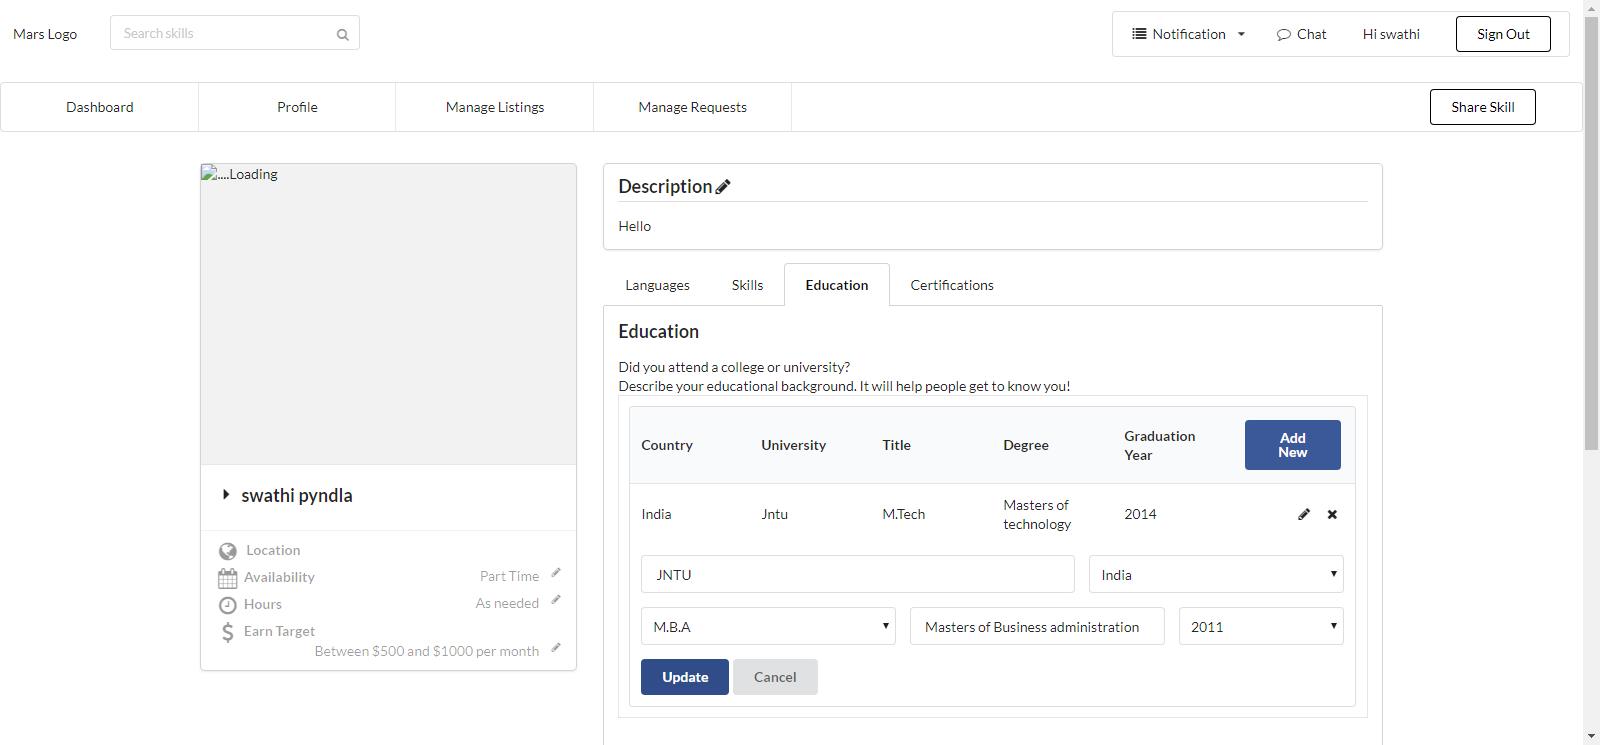 Mars Logo
Search skills
Notification
Chat
Hi swathi
Sign Out
Dashboard
Profile
Manage Listings
Manage Requests
Share Skill
....Loading
swathi pyndla
Location
Availability
Part Time
Hours
As needed
Earn Target
Between $500 and $1000 per month
Description
Hello
Languages
Skills
Education
Certifications
Education
Did you attend a college or university?
Describe your educational background. It will help people get to know you!
Country
University
Title
Degree
Graduation
Year
Add
New
India
Jntu
M.Tech
Masters of
technology
2014
JNTU
India
M.B.A
Masters of Business administration
2011
Update
Cancel